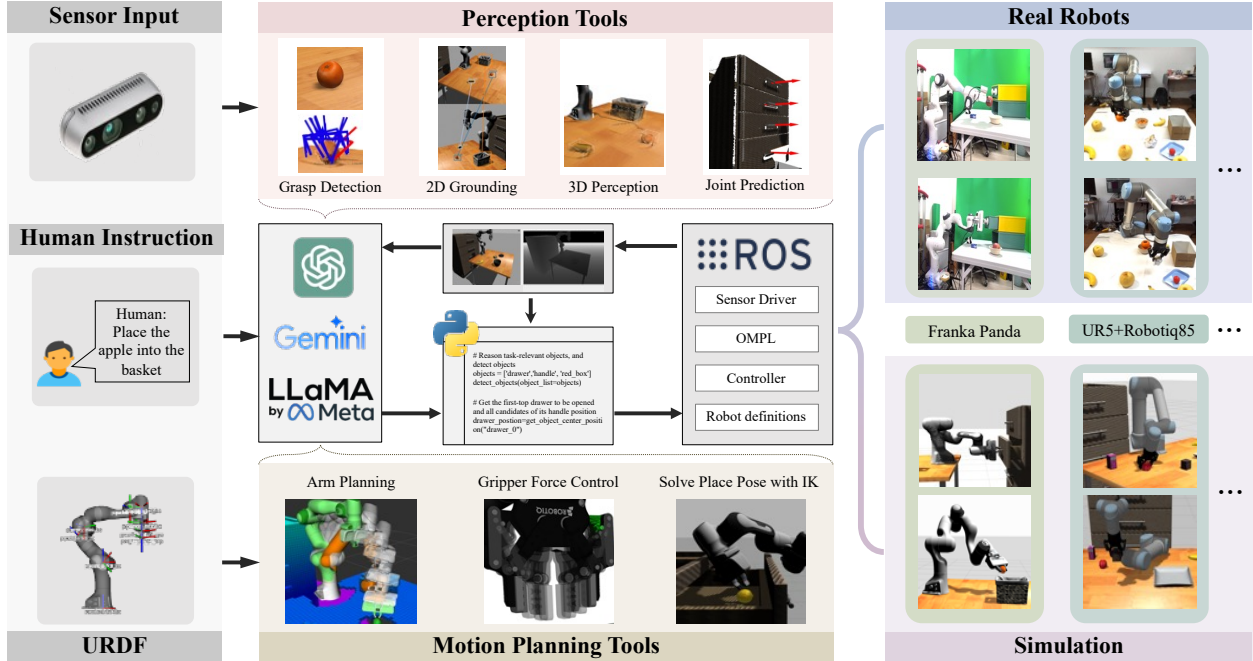 Sensor Input
Perception Tools
Real Robots
Grasp Detection
2D Grounding
3D Perception
Joint Prediction
...
Human Instruction
Human:
Place the
apple into the
basket
Gemini
LLaMA
by Meta
# Reason task-relevant objects, and
detect objects
objects = ['drawer','handle', 'red_box']
detect_objects(object_list=objects)
# Get the first-top drawer to be opened
and all candidates of its handle position
drawer_postion=get_object_center_positi
on("drawer_0")
ROS
Sensor Driver
OMPL
Controller
Robot definitions
Franka Panda
UR5+Robotiq85
...
Arm Planning
Gripper Force Control
Solve Place Pose with IK
ROBOTIQ
...
URDF
Motion Planning Tools
Simulation